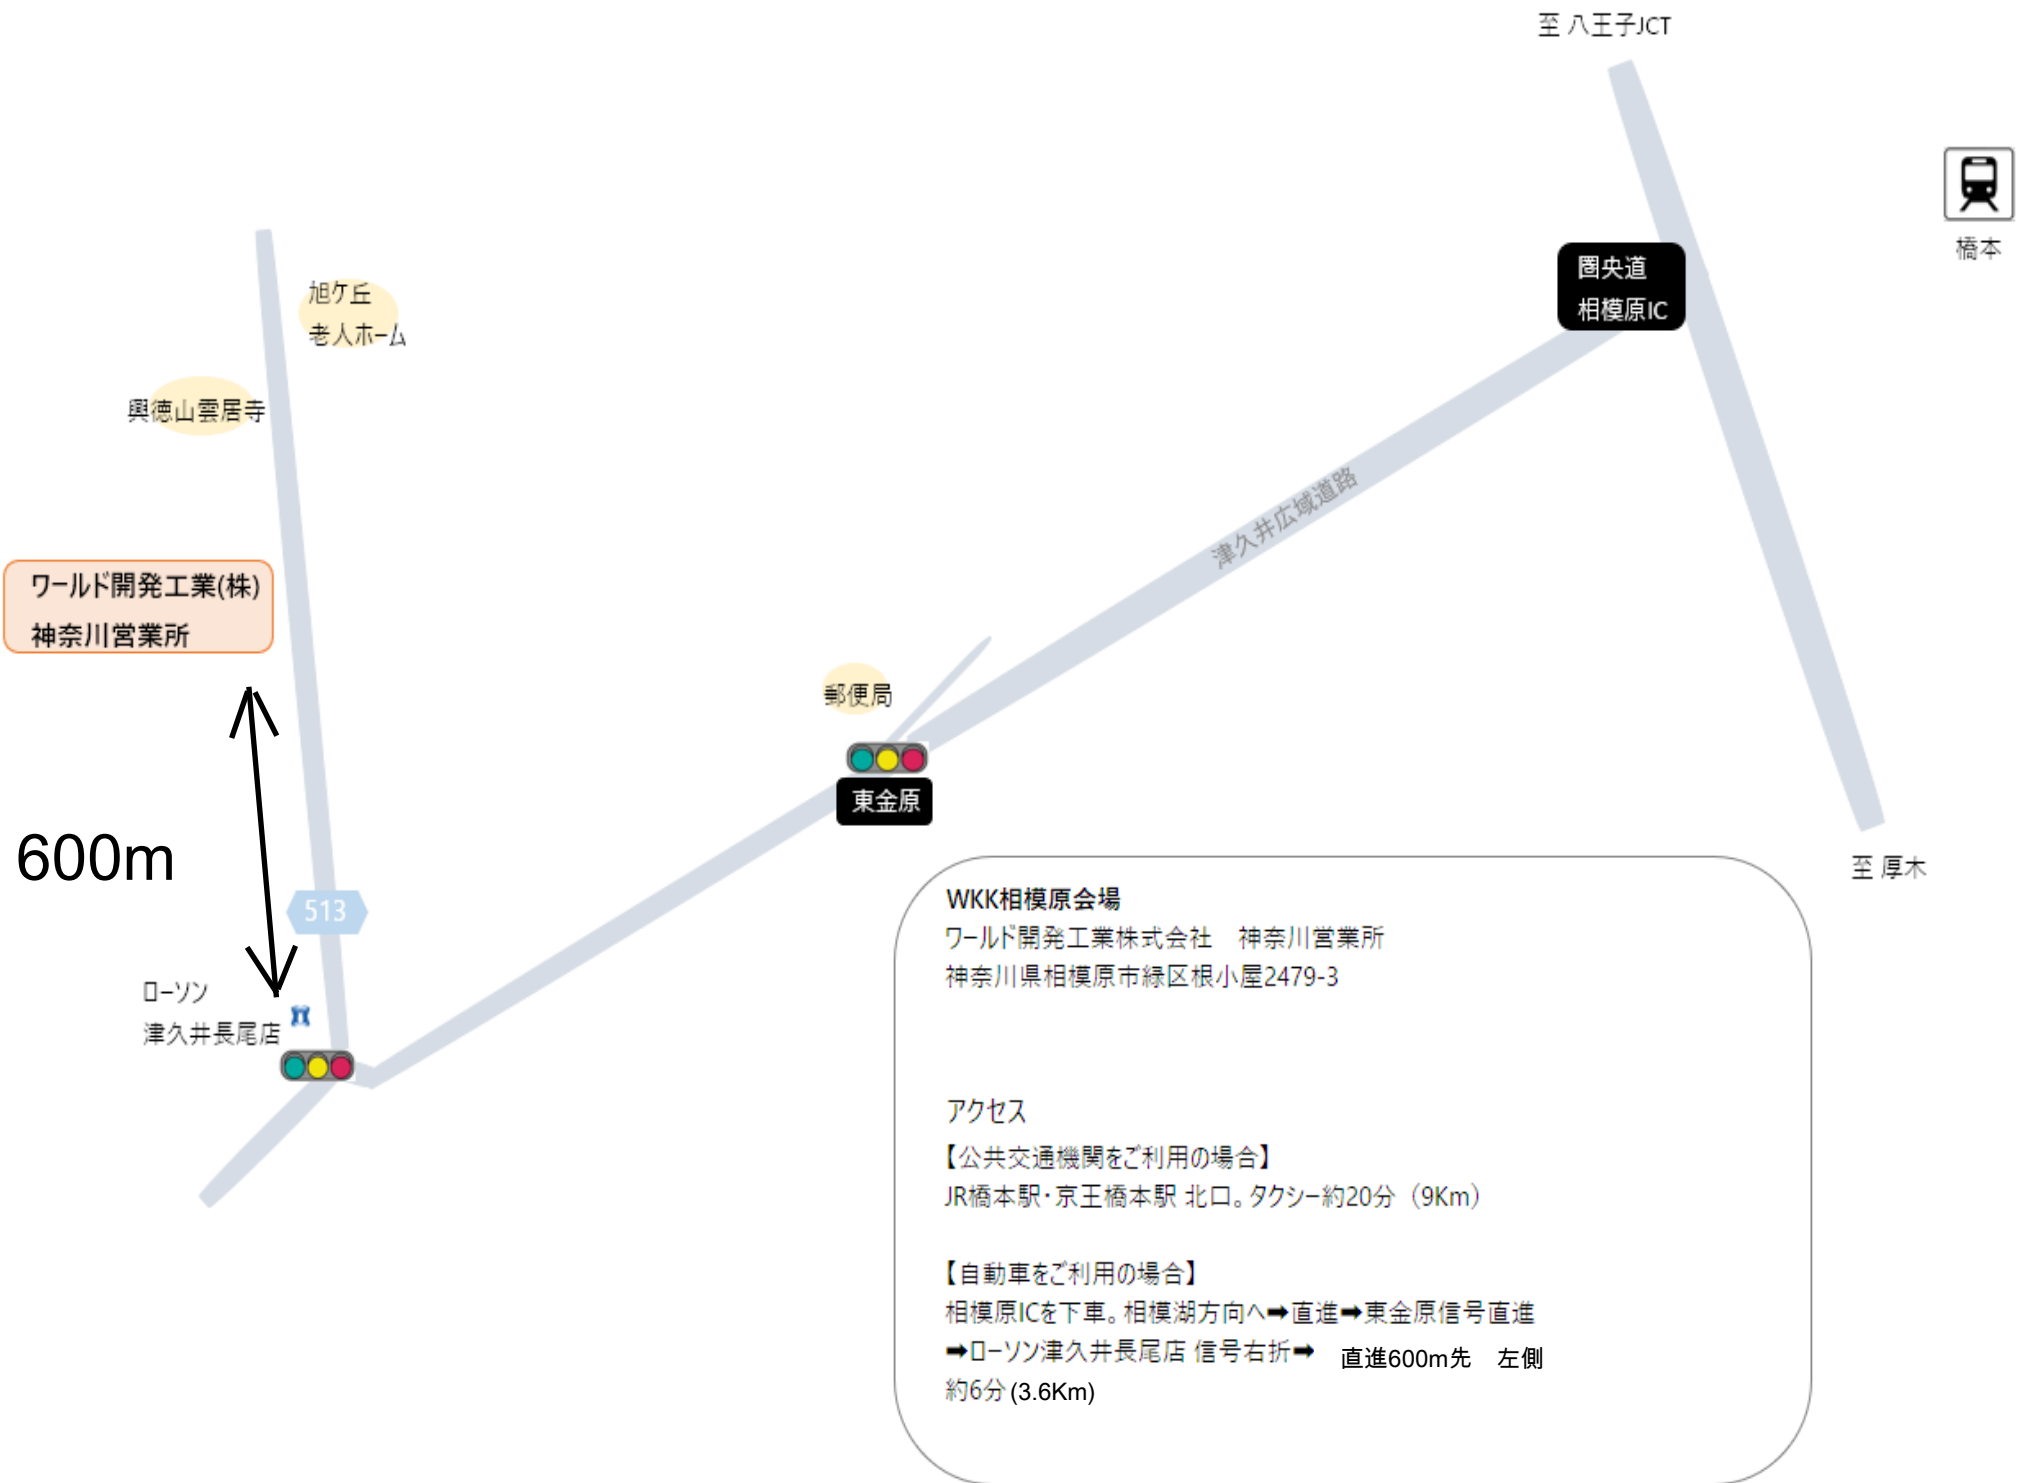 至 八王子JCT
橋本
圏央道
相模原IC
旭ケ丘
老人ホーム
興徳山雲居寺
津久井広域道路
ワールド開発工業(株)
神奈川営業所
郵便局
東金原
600m
513
至 厚木
ローソン
津久井長尾店
WKK相模原会場
ワールド開発工業株式会社　神奈川営業所
神奈川県相模原市緑区根小屋2479-3
アクセス
【公共交通機関をご利用の場合】
JR橋本駅・京王橋本駅 北口。タクシー約20分（9Km）
【自動車をご利用の場合】
相模原ICを下車。相模湖方向へ➡直進➡東金原信号直進
➡ローソン津久井長尾店 信号右折➡　直進600m先　左側
約6分(3.6Km)